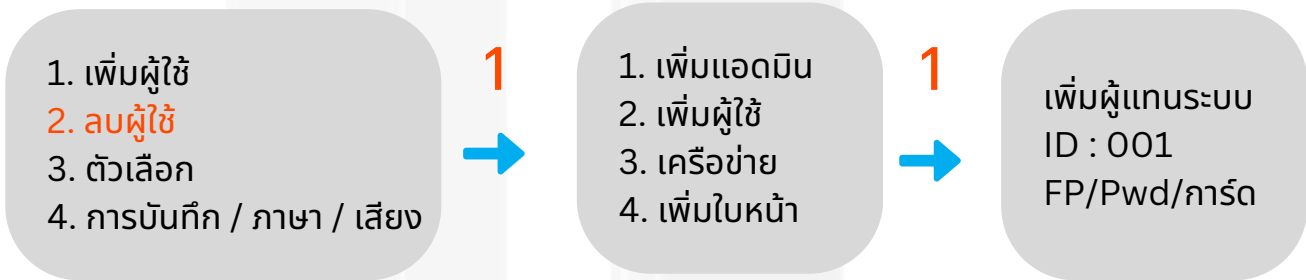 1. เพิ่มผู้ใช้
2. ลบผู้ใช้
3. ตัวเลือก
4. การบันทึก / ภาษา / เสียง
1
1. เพิ่มแอดมิน
2. เพิ่มผู้ใช้
3. เครือข่าย
4. เพิ่มใบหน้า
1
เพิ่มผู้แทนระบบ
ID : 001
FP/Pwd/การ์ด